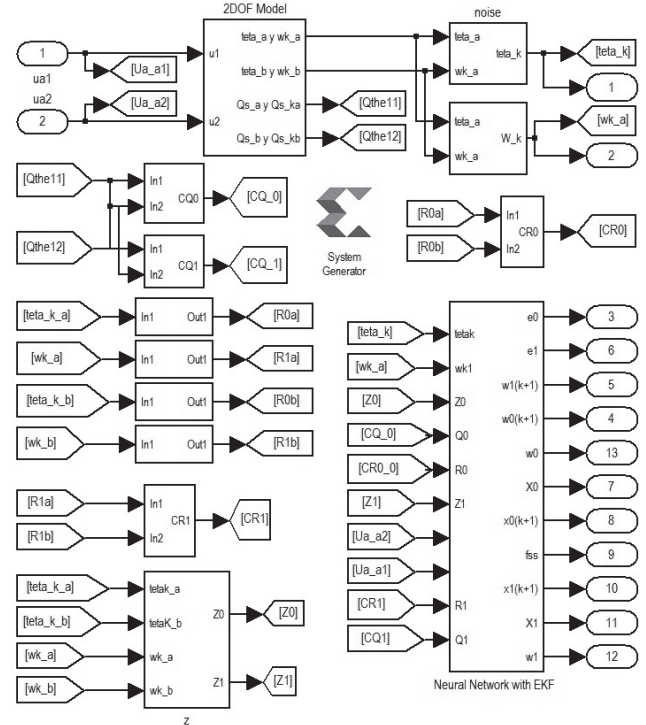 2DOF Model
noise
1
ua1
ua2
2
[Ua_a1]
[Ua_a2]
u1
u2
teta_a y wk_a
teta_b y wk_b
Qs_a y Qs_ka
Qs_b y Qs_kb
[Qthe11]
[Qthe12]
teta_a
wk_a
teta_k
[teta_k]
1
teta_a
wk_a
W_k
[wk_a]
2
[Qthe11]
[Qthe12]
In1
In2
CQ0
[CQ_0]
In1
In2
CQ1
[CQ_1]
System
Generator
[R0a]
[R0b]
In1
In2
CR0
[CR0]
[teta_k_a]
In1
Out1
[R0a]
[wk_a]
In1
Out1
[R1a]
[teta_k_b]
In1
Out1
[R0b]
[wk_b]
In1
Out1
[R1b]
[R1a]
[R1b]
In1
In2
CR1
[CR1]
[teta_k_a]
[teta_k_b]
[wk_a]
[wk_b]
tetak_a
tetaK_b
wk_a
wk_b
Z0
Z1
[Z0]
[Z1]
z
[teta_k]
[wk_a]
[Z0]
[CQ_0]
[CR0_0]
[Z1]
[Ua_a2]
[Ua_a1]
[CR1]
[CQ1]
tetak
wk1
Z0
Q0
R0
Z1
R1
Q1
e0
e1
w1(k+1)
w0(k+1)
w0
X0
x0(k+1)
fss
x1(k+1)
X1
w1
3
6
5
4
13
7
8
9
10
11
12
Neural Network with EKF